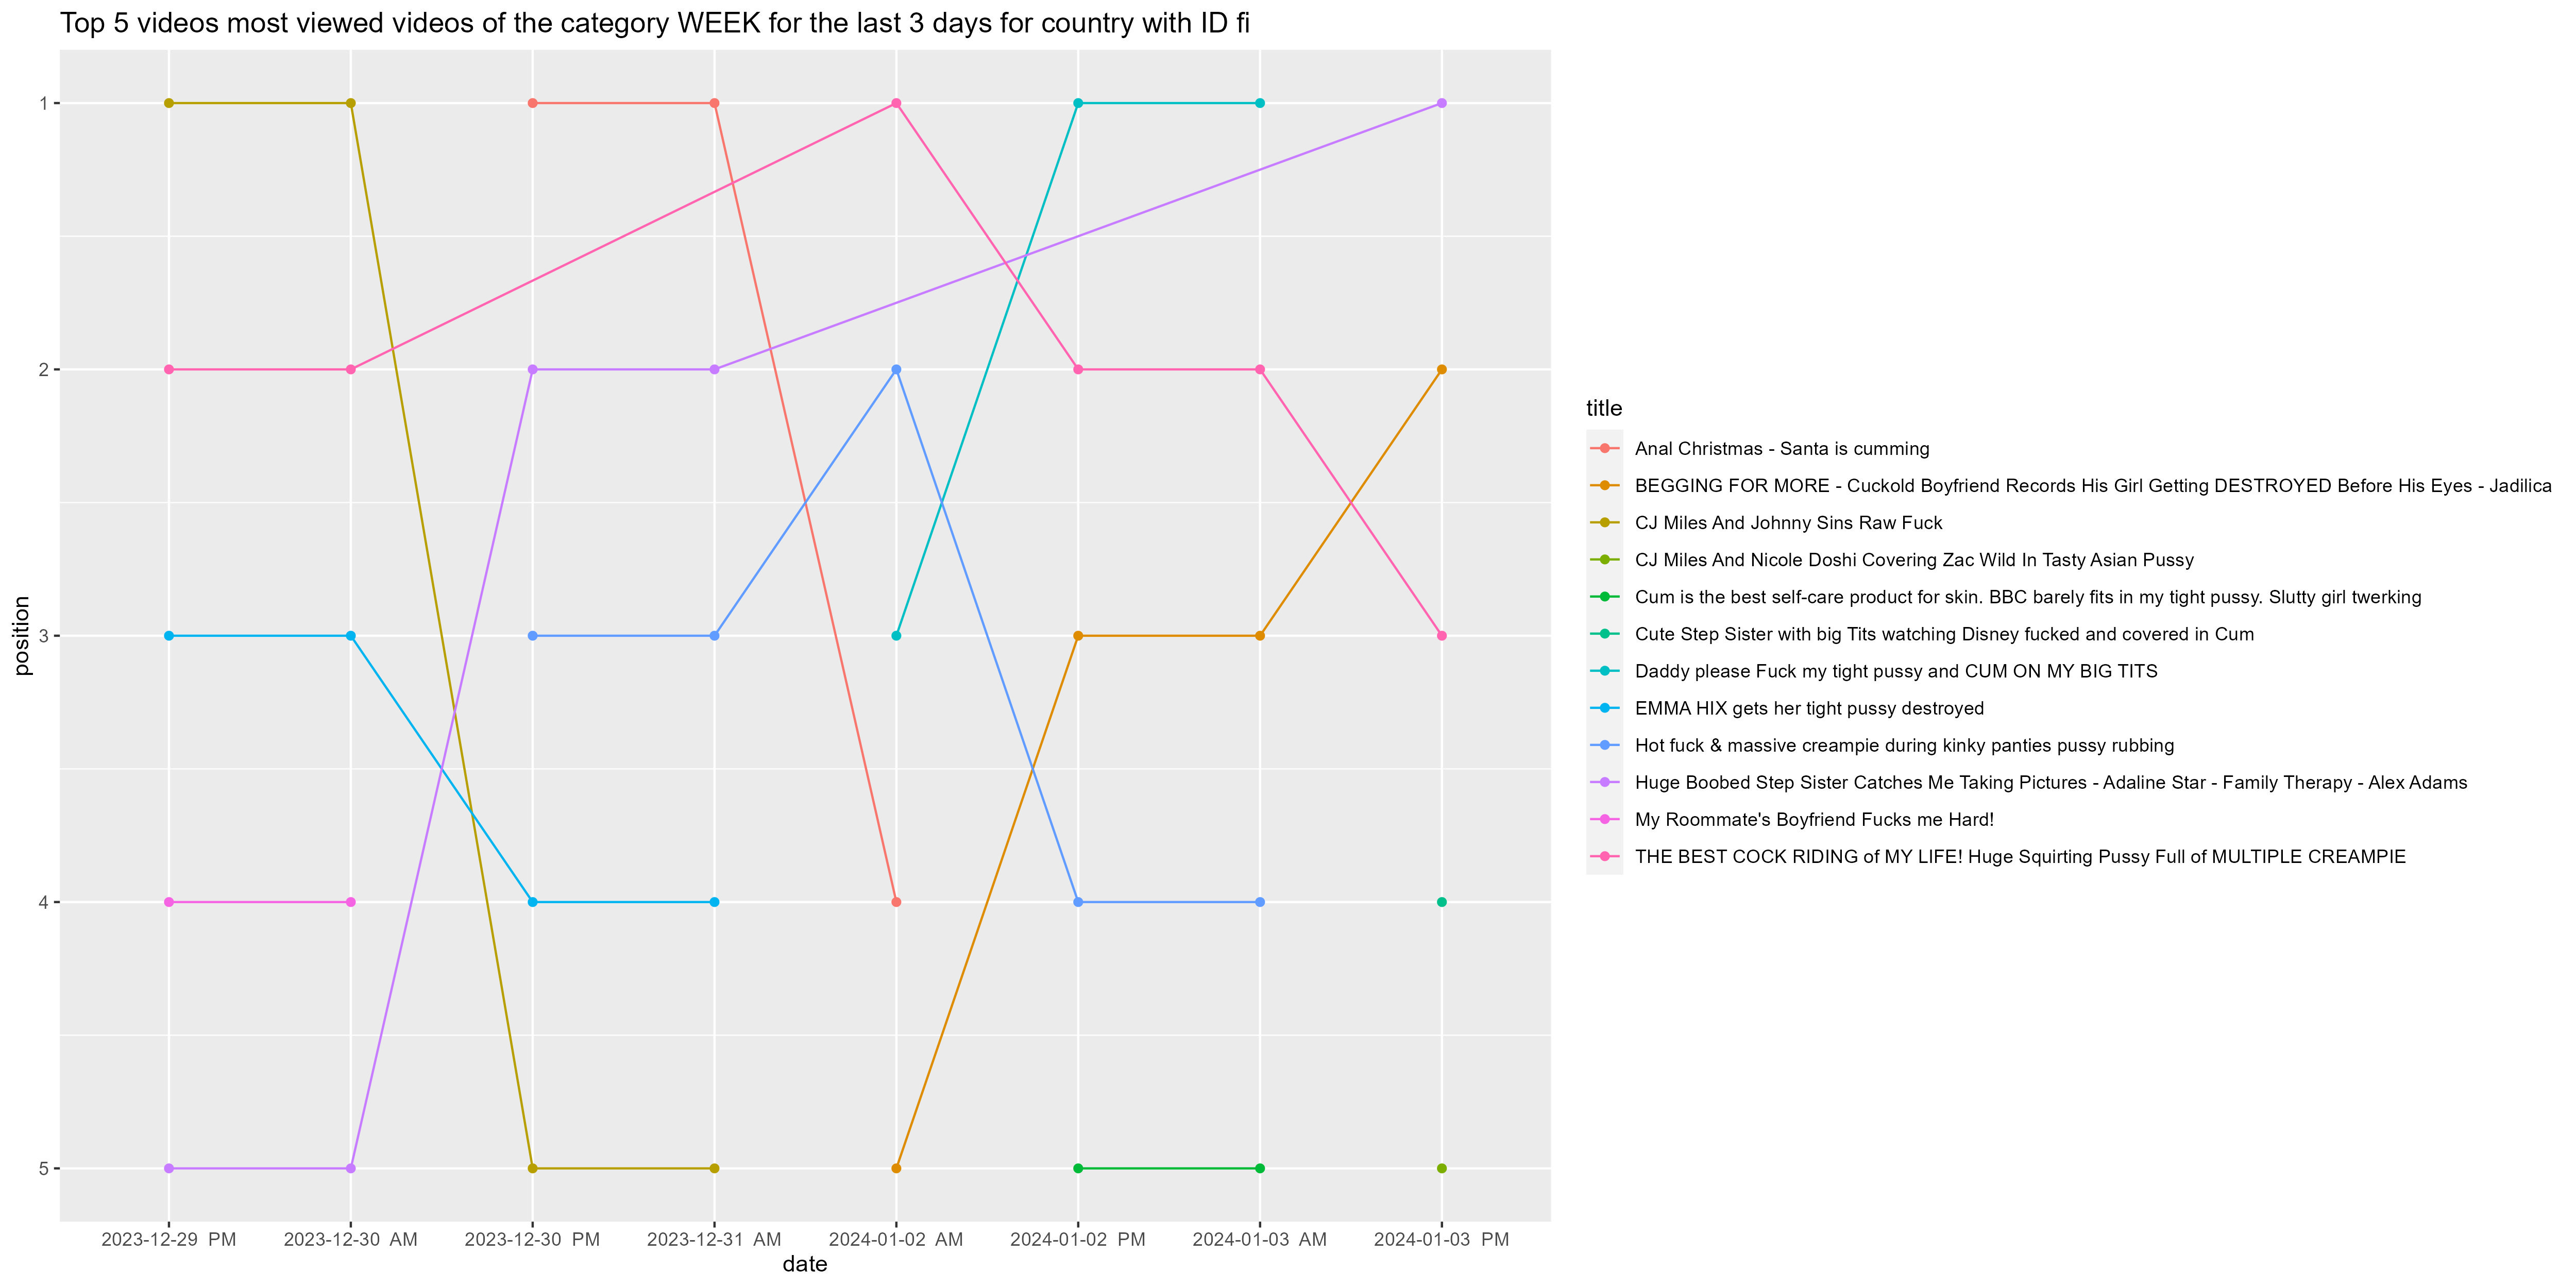 Top 5 videos most viewed videos of the category WEEK for the last 3 days for country with ID fi
position
1
2
3
4
5
2023-12-29 PM
2023-12-30 AM
2023-12-30 PM
2023-12-31 AM
2024-01-02 AM
2024-01-02 PM
2024-01-03 AM
2024-01-03 PM
date
title
Anal Christmas - Santa is cumming
BEGGING FOR MORE - Cuckold Boyfriend Records His Girl Getting DESTROYED Before His Eyes - Jadilica
CJ Miles And Johnny Sins Raw Fuck
CJ Miles And Nicole Doshi Covering Zac Wild In Tasty Asian Pussy
Cum is the best self-care product for skin. BBC barely fits in my tight pussy. Slutty girl twerking
Cute Step Sister with big Tits watching Disney fucked and covered in Cum
Daddy please Fuck my tight pussy and CUM ON MY BIG TITS
EMMA HIX gets her tight pussy destroyed
Hot fuck & massive creampie during kinky panties pussy rubbing
Huge Boobed Step Sister Catches Me Taking Pictures - Adaline Star - Family Therapy - Alex Adams
My Roommate's Boyfriend Fucks me Hard!
THE BEST COCK RIDING of MY LIFE! Huge Squirting Pussy Full of MULTIPLE CREAMPIE